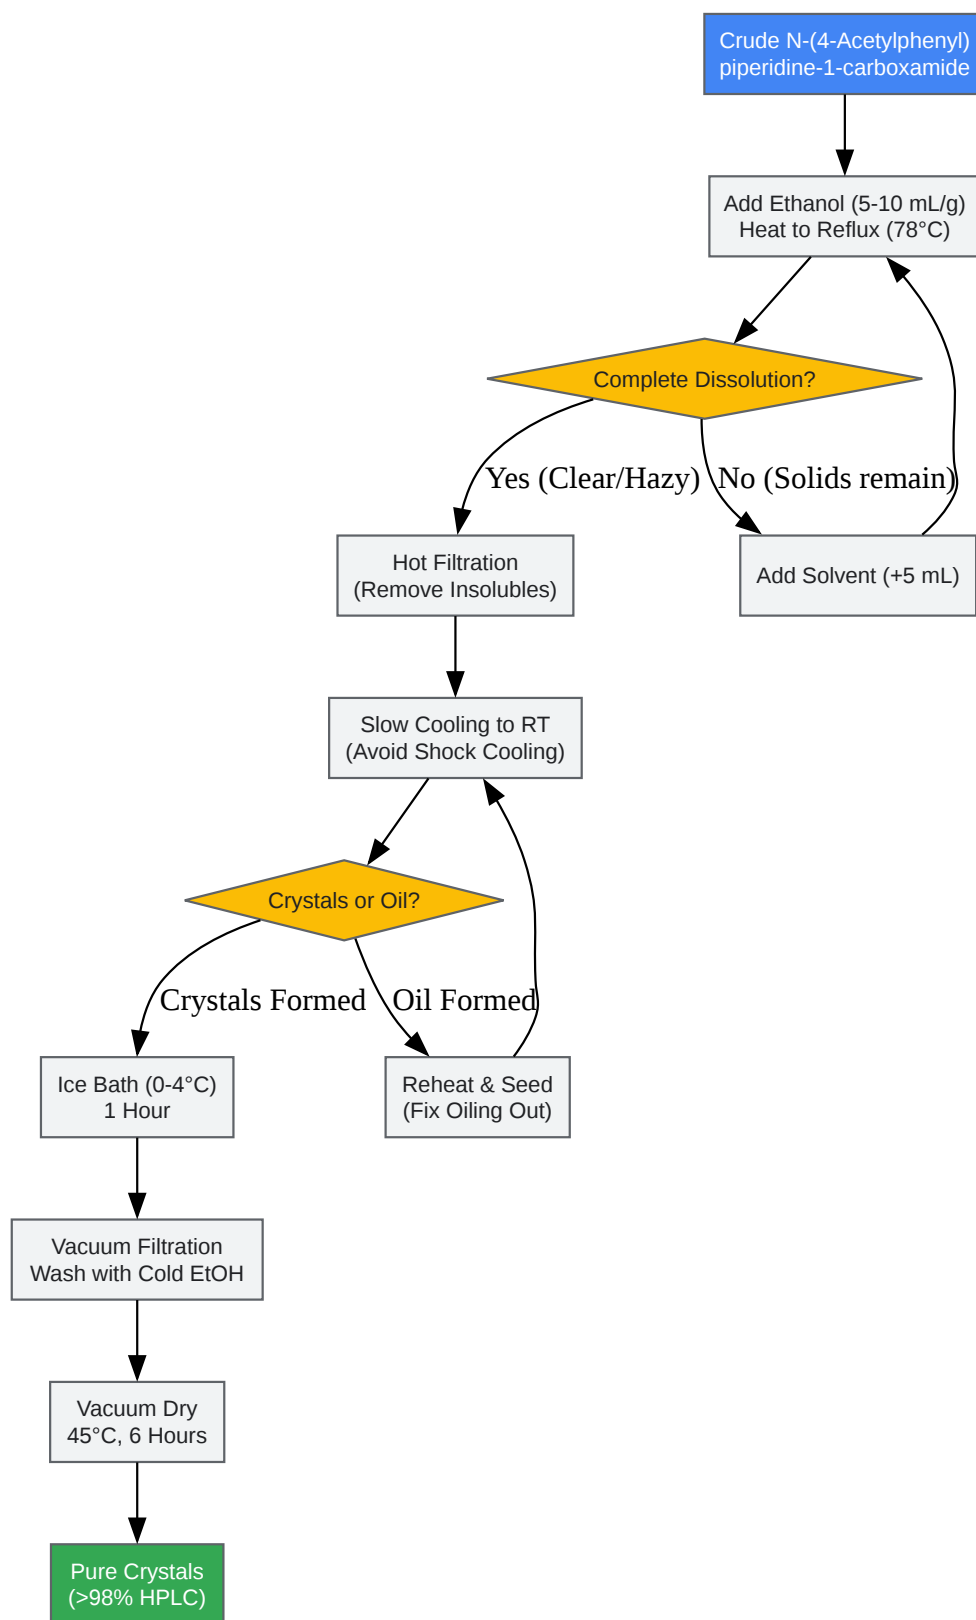 Crude N-(4-Acetylphenyl)
piperidine-1-carboxamide
Add Ethanol (5-10 mL/g)
Heat to Reflux (78°C)
Complete Dissolution?
Yes (Clear/Hazy)
No (Solids remain)
Hot Filtration
(Remove Insolubles)
Add Solvent (+5 mL)
Slow Cooling to RT
(Avoid Shock Cooling)
Crystals or Oil?
Crystals Formed
Oil Formed
Ice Bath (0-4°C)
1 Hour
Reheat & Seed
(Fix Oiling Out)
Vacuum Filtration
Wash with Cold EtOH
Vacuum Dry
45°C, 6 Hours
Pure Crystals
(>98% HPLC)